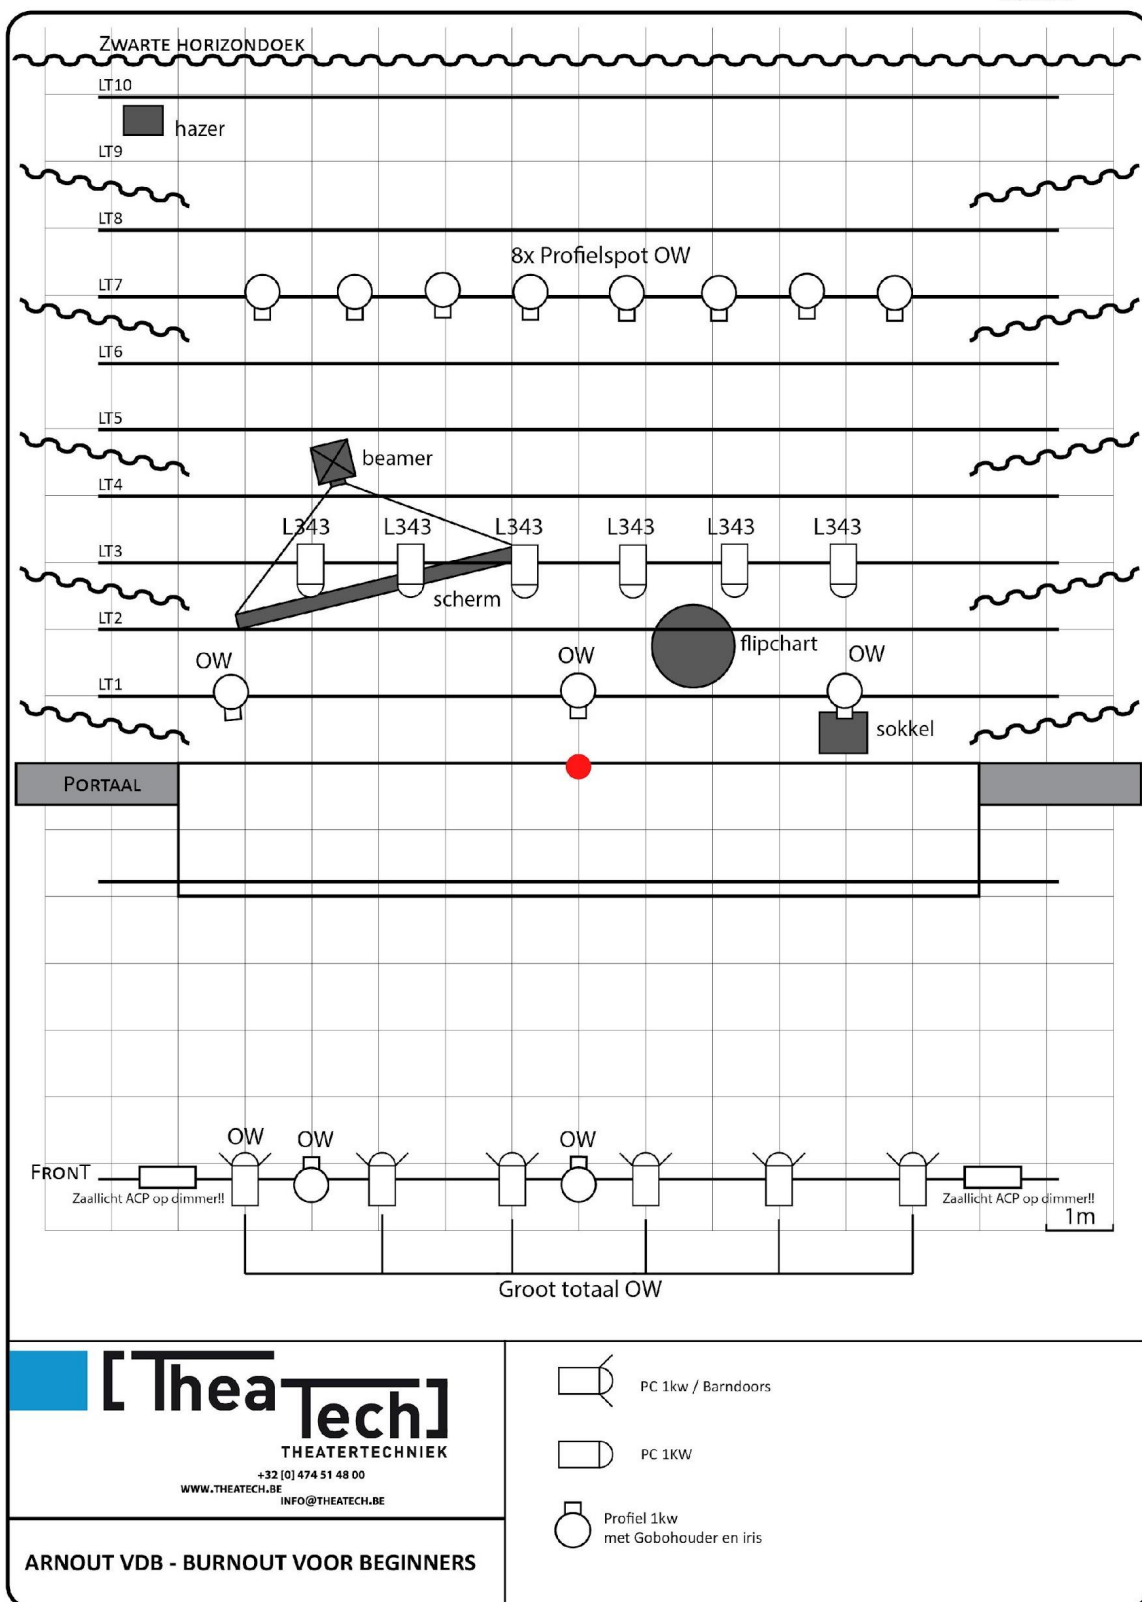 ZWARTE HORIZONDOEK
LT10
hazer
LT9
LT8
8x Profielspot OW
LT7
LT6
LT5
beamer
LT4
L343 L343 L343 L343 L343 L343
LT3
scherm
LT2
flipchart
OW OW OW
LT1
sokkel
PORTAAL
OW OW OW
FRONT
Zaallicht ACP op dimmer!! Zaallicht ACP op dimmer!!
1m
Groot totaal OW
[TheaTech]
THEATERTECHNIEK
+32 [0] 474 51 48 00
WWW.THEATECH.BE
INFO@THEATECH.BE
ARNOUT VDB - BURNOUT VOOR BEGINNERS
PC 1kw / Barndoors
PC 1KW
Profiel 1kw
met Gobohouder en iris